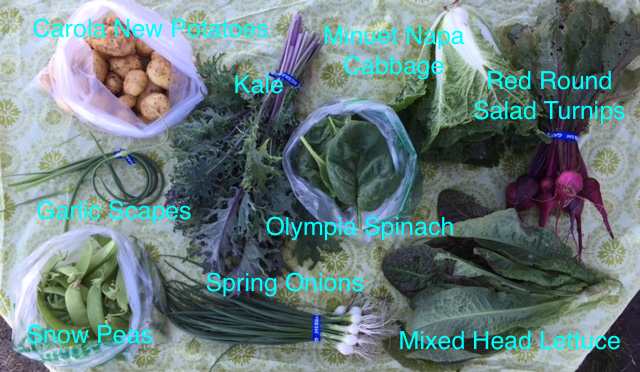 Carola New Potatoes
Minuet Napa
Cabbage
Kale
Red Round
Salad Turnips
Garlic Scapes
Olympia Spinach
Spring Onions
Snow Peas
Mixed Head Lettuce